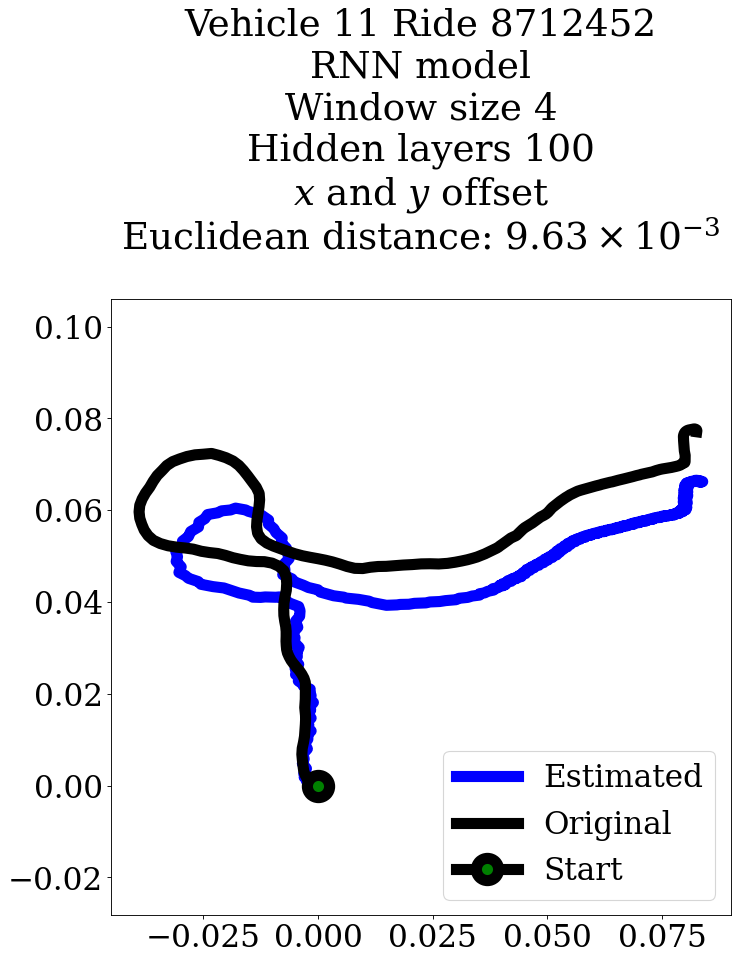 Vehicle 11 Ride 8712452
RNN model
Window size 4
Hidden layers 100
x and y offset
Euclidean distance: 9.63 × 10⁻³
0.10
0.08
0.06
0.04
0.02
0.00
−0.02
Estimated
Original
Start
−0.025 0.000 0.025 0.050 0.075